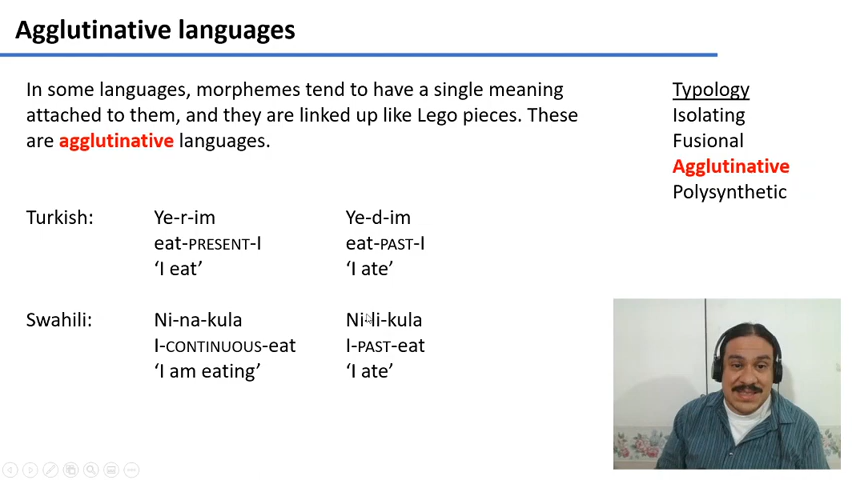 Agglutinative languages
In some languages, morphemes tend to have a single meaning
attached to them, and they are linked up like Lego pieces. These
are agglutinative languages.
Typology
Isolating
Fusional
Agglutinative
Polysynthetic
Turkish: Ye-r-im Ye-d-im
eat-PRESENT-I eat-PAST-I
‘I eat’ ‘I ate’
Swahili: Ni-na-kula Ni-li-kula
I-CONTINUOUS-eat I-PAST-eat
‘I am eating’ ‘I ate’